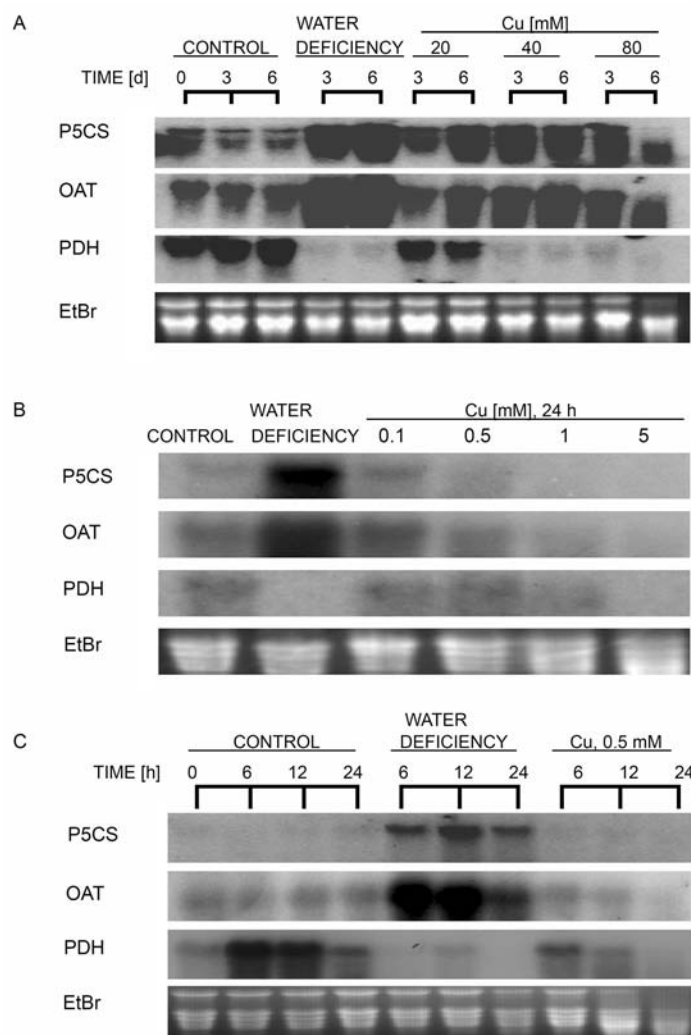 A
WATER
CONTROL DEFICIENCY Cu [mM]
20 40 80
TIME [d] 0 3 6 3 6 3 6 3 6 3 6
P5CS
OAT
PDH
EtBr
B
WATER
CONTROL DEFICIENCY Cu [mM], 24 h
0.1 0.5 1 5
P5CS
OAT
PDH
EtBr
C
WATER
CONTROL DEFICIENCY Cu, 0.5 mM
TIME [h] 0 6 12 24 6 12 24 6 12 24
P5CS
OAT
PDH
EtBr